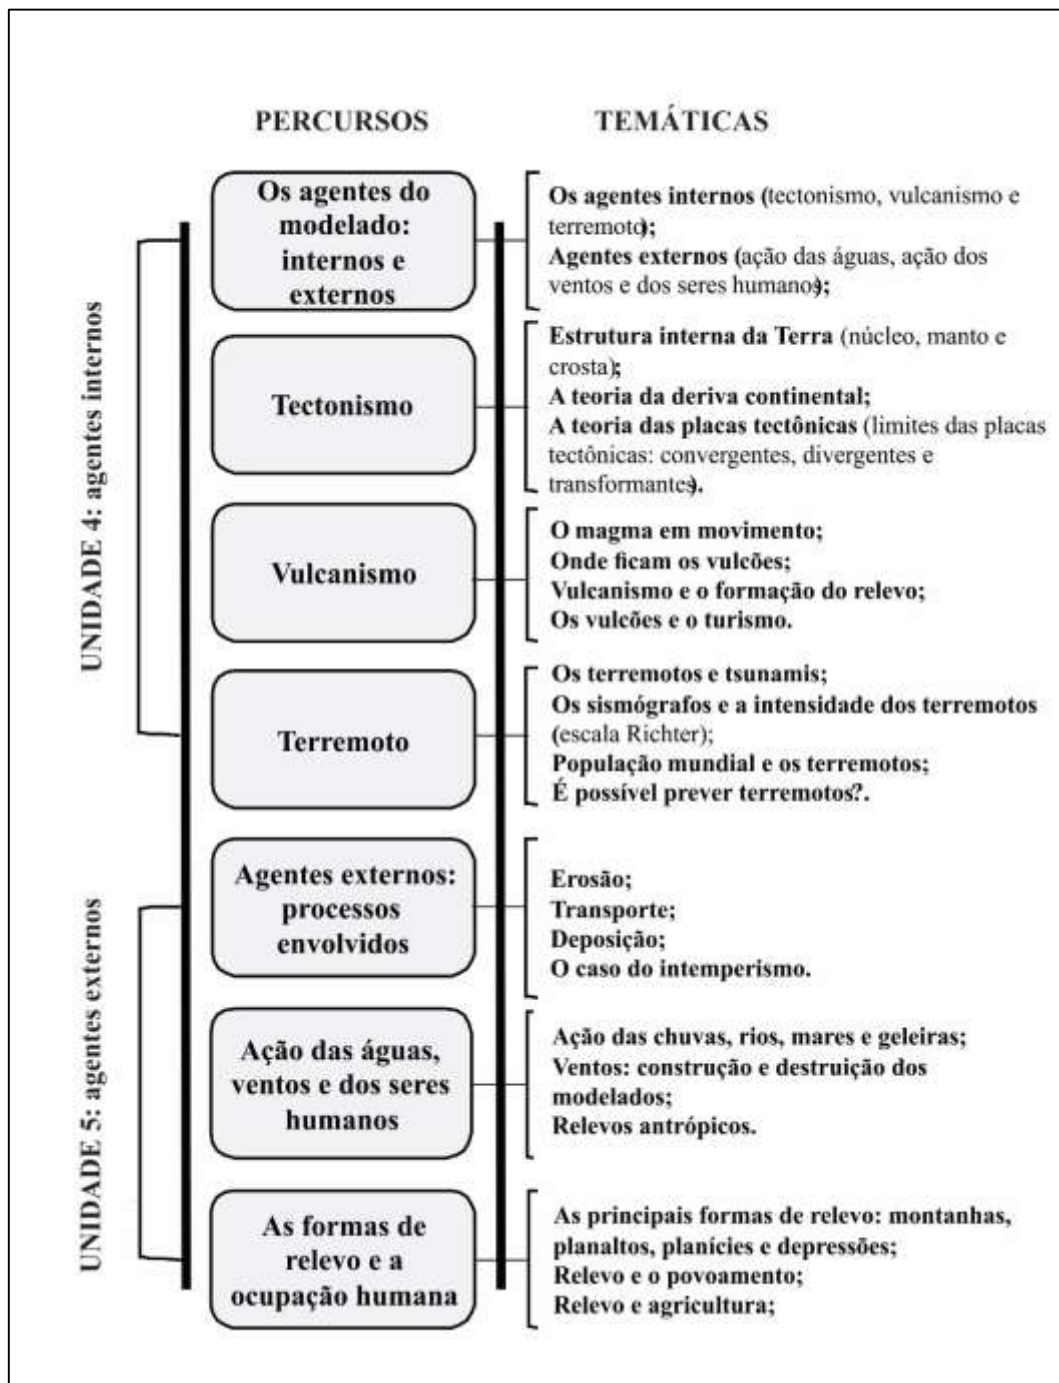 PERCURSOS
TEMÁTICAS
UNIDADE 4: agentes internos
Os agentes do
modelado:
internos e
externos
Os agentes internos (tectonismo, vulcanismo e
terremoto);
Agentes externos (ação das águas, ação dos
ventos e dos seres humanos);
Tectonismo
Estrutura interna da Terra (núcleo, manto e
crosta);
A teoria da deriva continental;
A teoria das placas tectônicas (limites das placas
tectônicas: convergentes, divergentes e
transformantes).
Vulcanismo
O magma em movimento;
Onde ficam os vulcões;
Vulcanismo e o formação do relevo;
Os vulcões e o turismo.
Terremoto
Os terremotos e tsunamis;
Os sismógrafos e a intensidade dos terremotos
(escala Richter);
População mundial e os terremotos;
É possível prever terremotos?.
UNIDADE 5: agentes externos
Agentes externos:
processos
envolvidos
Erosão;
Transporte;
Deposição;
O caso do intemperismo.
Ação das águas,
ventos e dos seres
humanos
Ação das chuvas, rios, mares e geleiras;
Ventos: construção e destruição dos
modelados;
Relevos antrópicos.
As formas de
relevo e a
ocupação humana
As principais formas de relevo: montanhas,
planaltos, planícies e depressões;
Relevo e o povoamento;
Relevo e agricultura;